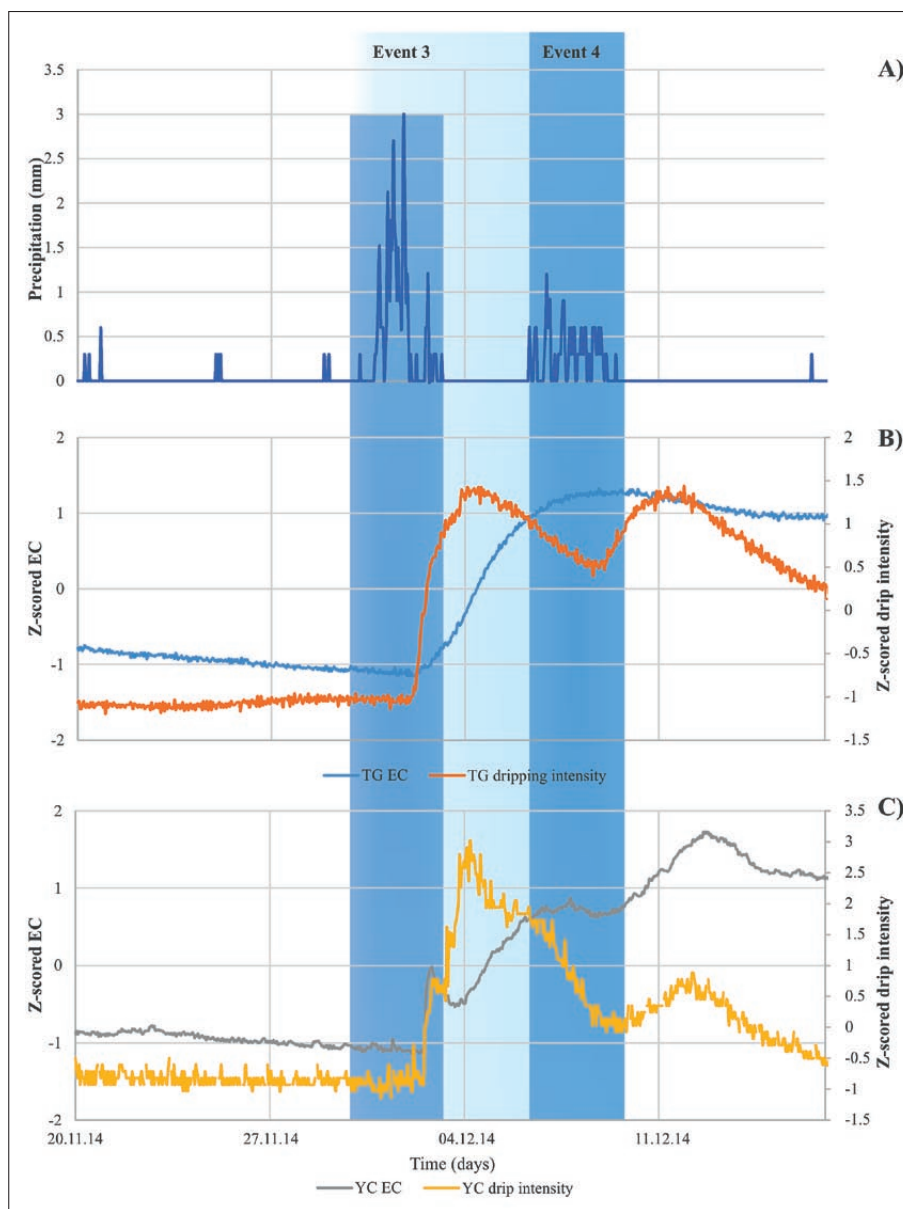 Event 3 Event 4
A)
3.5
3
2.5
2
1.5
1
0.5
0
Precipitation (mm)
B)
2
1
0
-1
-2
Z-scored EC
2
1.5
1
0.5
0
-0.5
-1
-1.5
Z-scored drip intensity
TG EC TG dripping intensity
C)
2
1
0
-1
-2
Z-scored EC
3.5
3
2.5
2
1.5
1
0.5
0
-0.5
-1
-1.5
Z-scored drip intensity
20.11.14 27.11.14 04.12.14 11.12.14
Time (days)
YC EC YC drip intensity